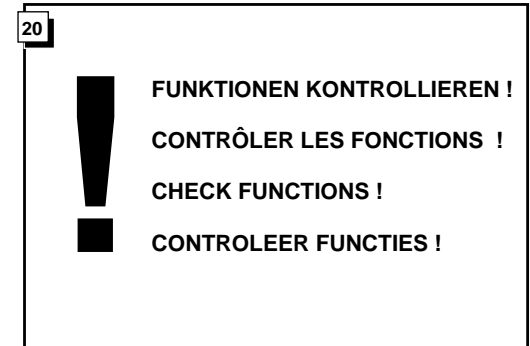 20
!
FUNKTIONEN KONTROLLIEREN !
CONTRÔLER LES FONCTIONS !
CHECK FUNCTIONS !
CONTROLEER FUNCTIES !